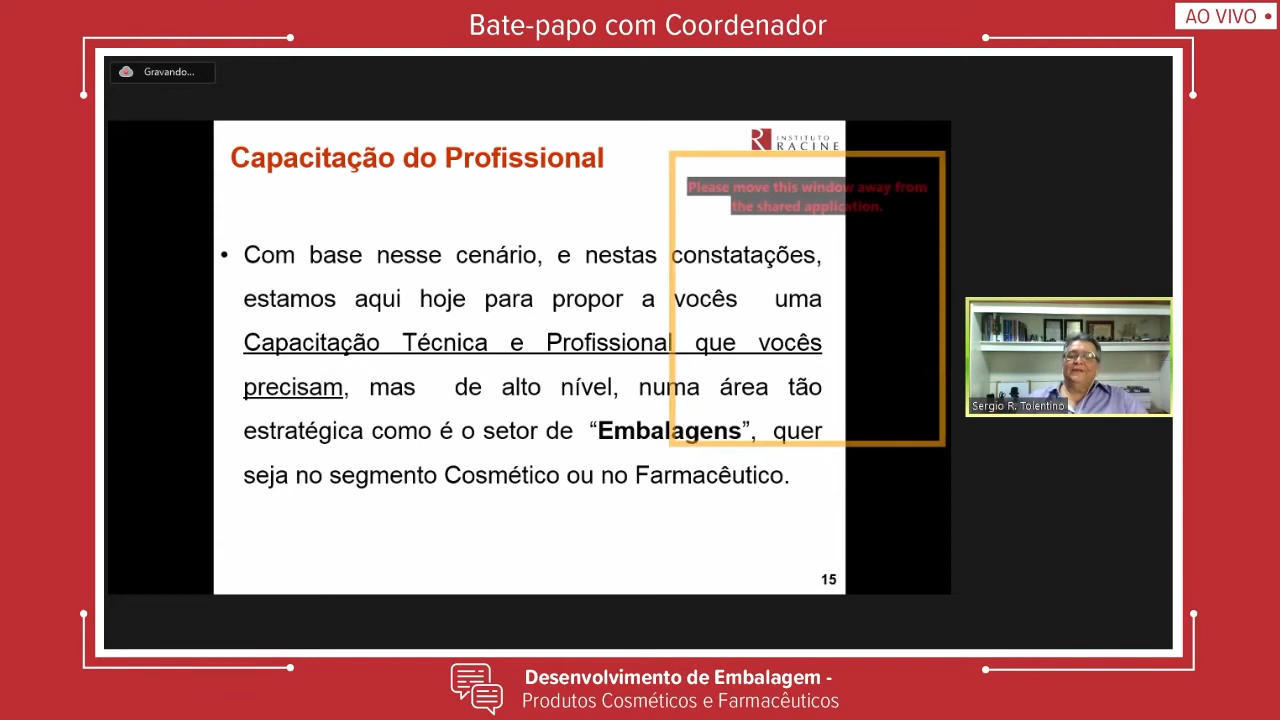 Bate-papo com Coordenador
AO VIVO
Gravando...
INSTITUTO
RACINE
Capacitação do Profissional
Please move this window away from
the shared application.
• Com base nesse cenário, e nestas constatações,
estamos aqui hoje para propor a vocês uma
Capacitação Técnica e Profissional que vocês
precisam, mas de alto nível, numa área tão
estratégica como é o setor de “Embalagens”, quer
seja no segmento Cosmético ou no Farmacêutico.
15
Sergio R. Tolentino
Desenvolvimento de Embalagem -
Produtos Cosméticos e Farmacêuticos